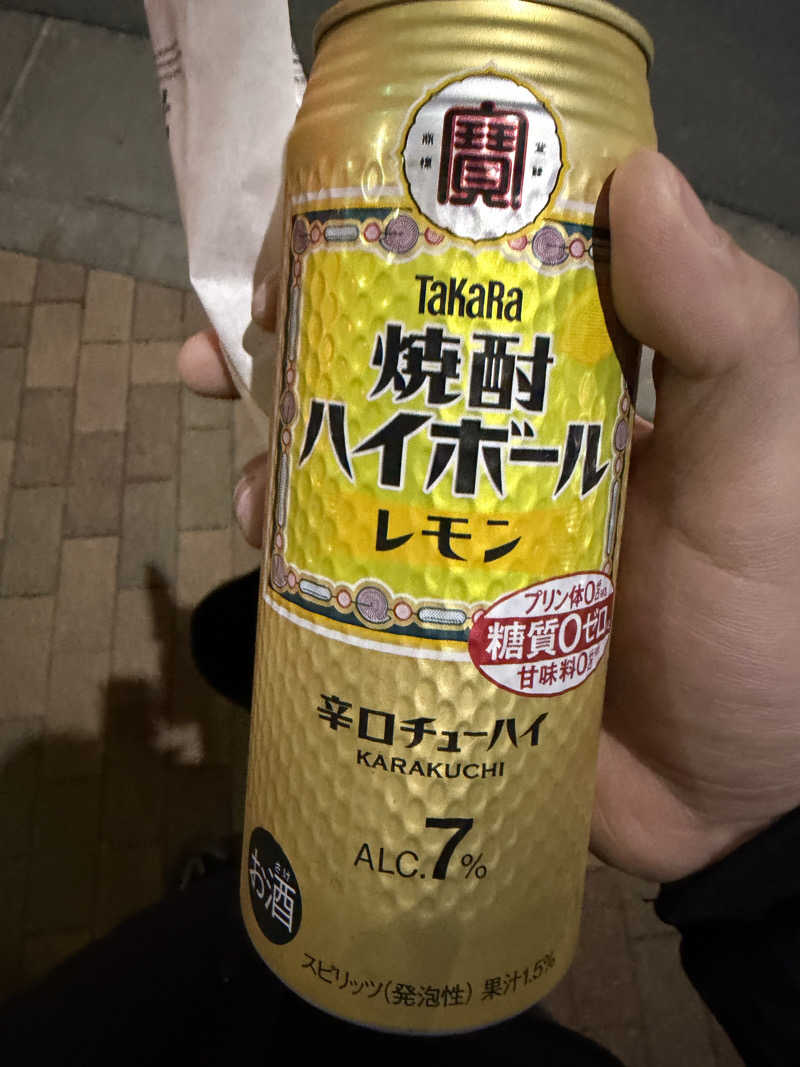 寶
TaKaRa
焼酎
ハイボール
レモン
プリン体0
糖質0ゼロ
甘味料0
辛口チューハイ
KARAKUCHI
ALC.7%
さけ
お酒
スピリッツ(発泡性) 果汁1.5%